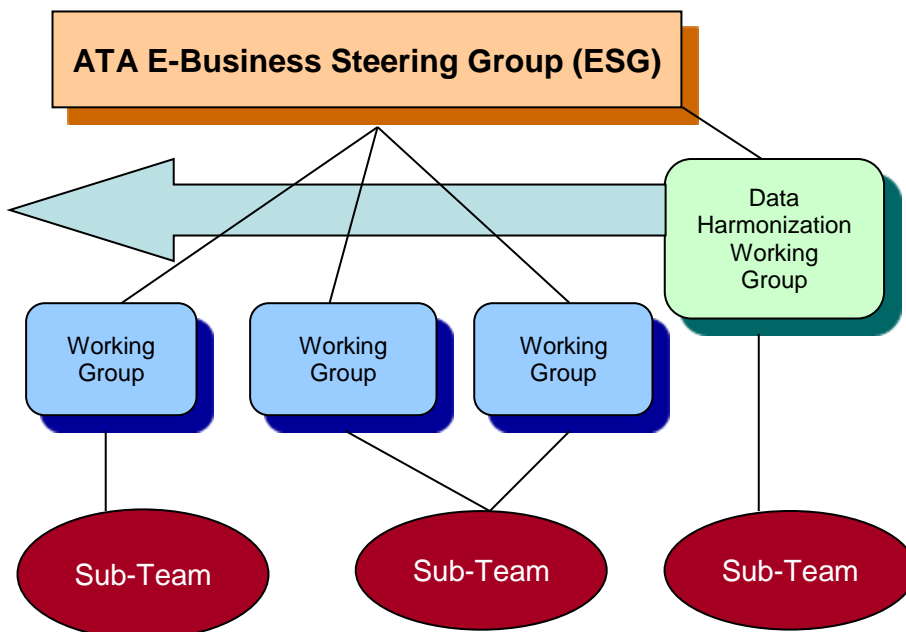 ATA E-Business Steering Group (ESG)
Data
Harmonization
Working
Group
Working
Group
Working
Group
Working
Group
Sub-Team
Sub-Team
Sub-Team